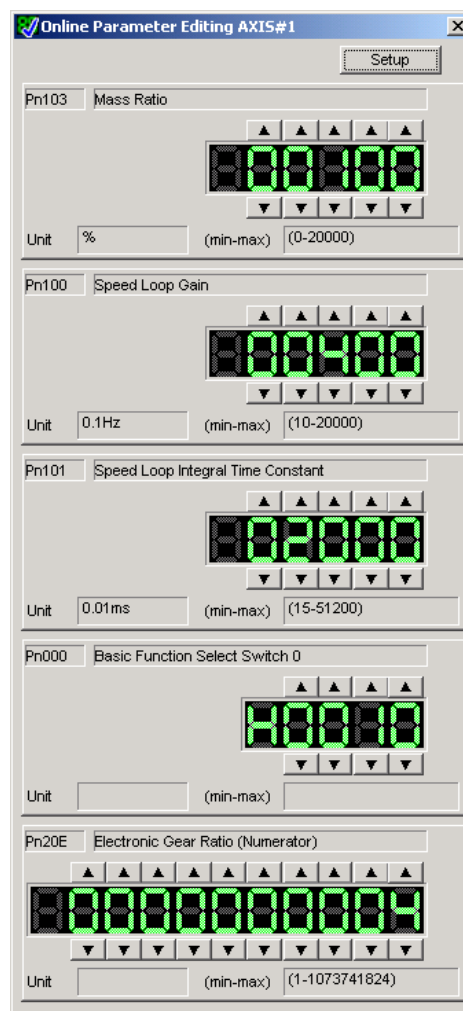 Online Parameter Editing AXIS#1
Setup
Pn103 Mass Ratio
00100
Unit % (min-max) (0-20000)
Pn100 Speed Loop Gain
00400
Unit 0.1Hz (min-max) (10-20000)
Pn101 Speed Loop Integral Time Constant
02000
Unit 0.01ms (min-max) (15-51200)
Pn000 Basic Function Select Switch 0
H0010
Unit (min-max)
Pn20E Electronic Gear Ratio (Numerator)
0000000004
Unit (min-max) (1-1073741824)